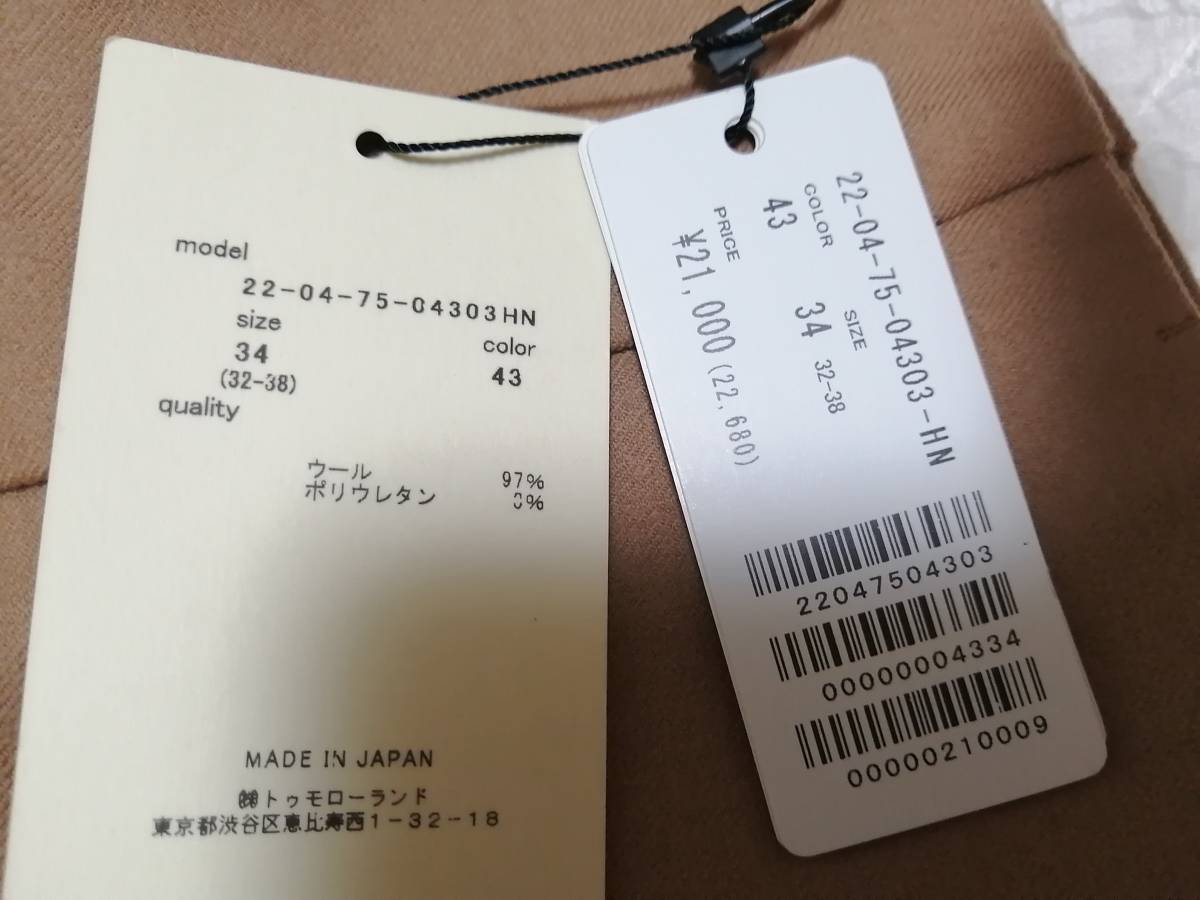 model
22-04-75-04303HN
size
color
34
43
(32-38)
quality
ウール 97%
ポリウレタン 3%
MADE IN JAPAN
㈱トゥモローランド
東京都渋谷区恵比寿西1-32-18
22-04-75-04303-HN
COLOR SIZE
43 34 32-38
PRICE
¥21,000(22,680)
22047504303
00000004334
00000210009